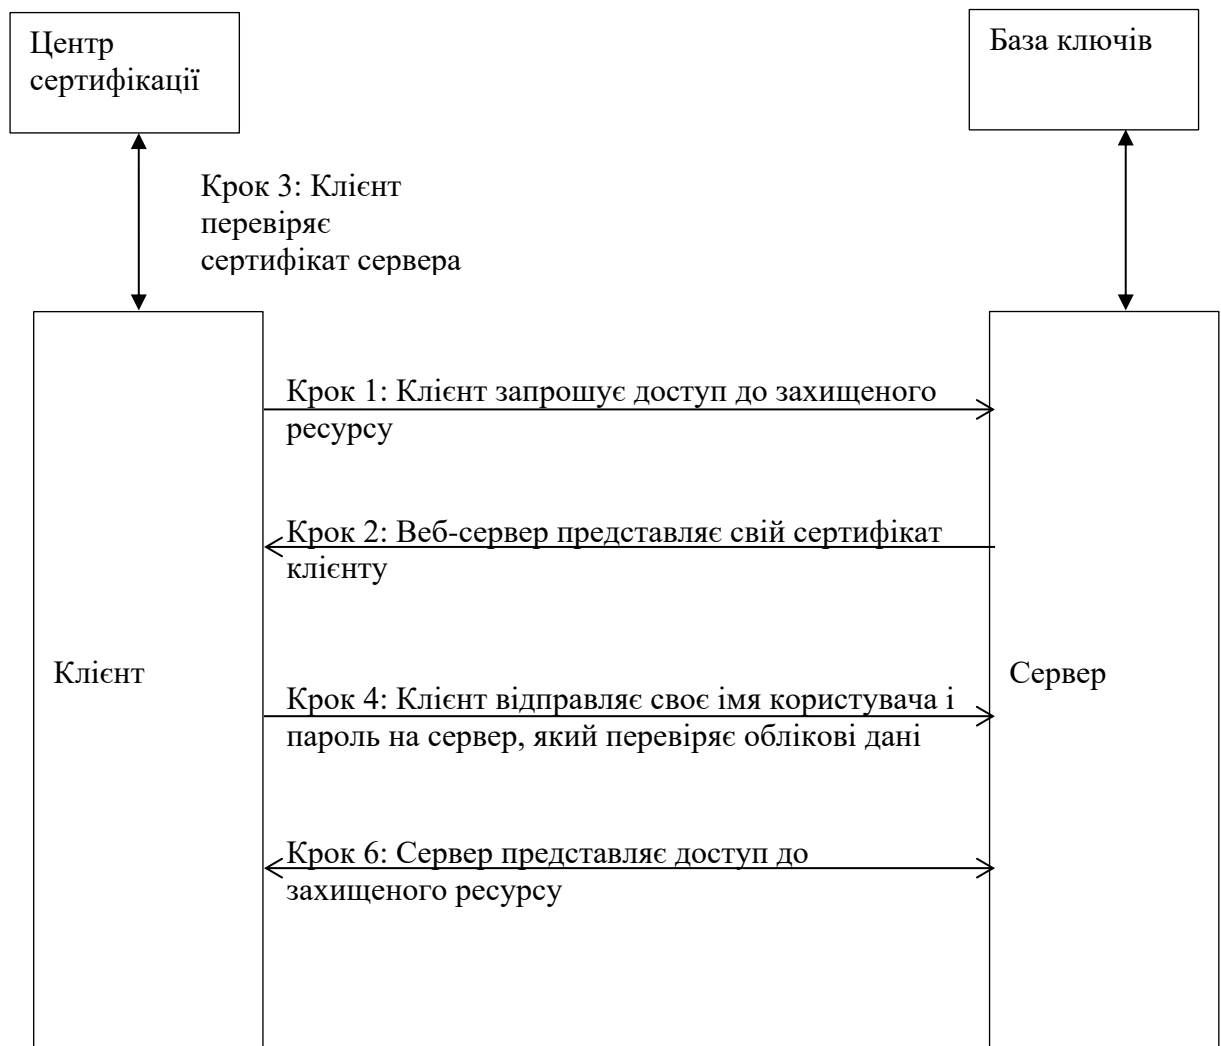 Центр
сертифікації
База ключів
Крок 3: Клієнт
перевіряє
сертифікат сервера
Крок 1: Клієнт запрошує доступ до захищеного
ресурсу
Крок 2: Веб-сервер представляє свій сертифікат
клієнту
Клієнт
Сервер
Крок 4: Клієнт відправляє своє імя користувача і
пароль на сервер, який перевіряє облікові дані
Крок 6: Сервер представляє доступ до
захищеного ресурсу